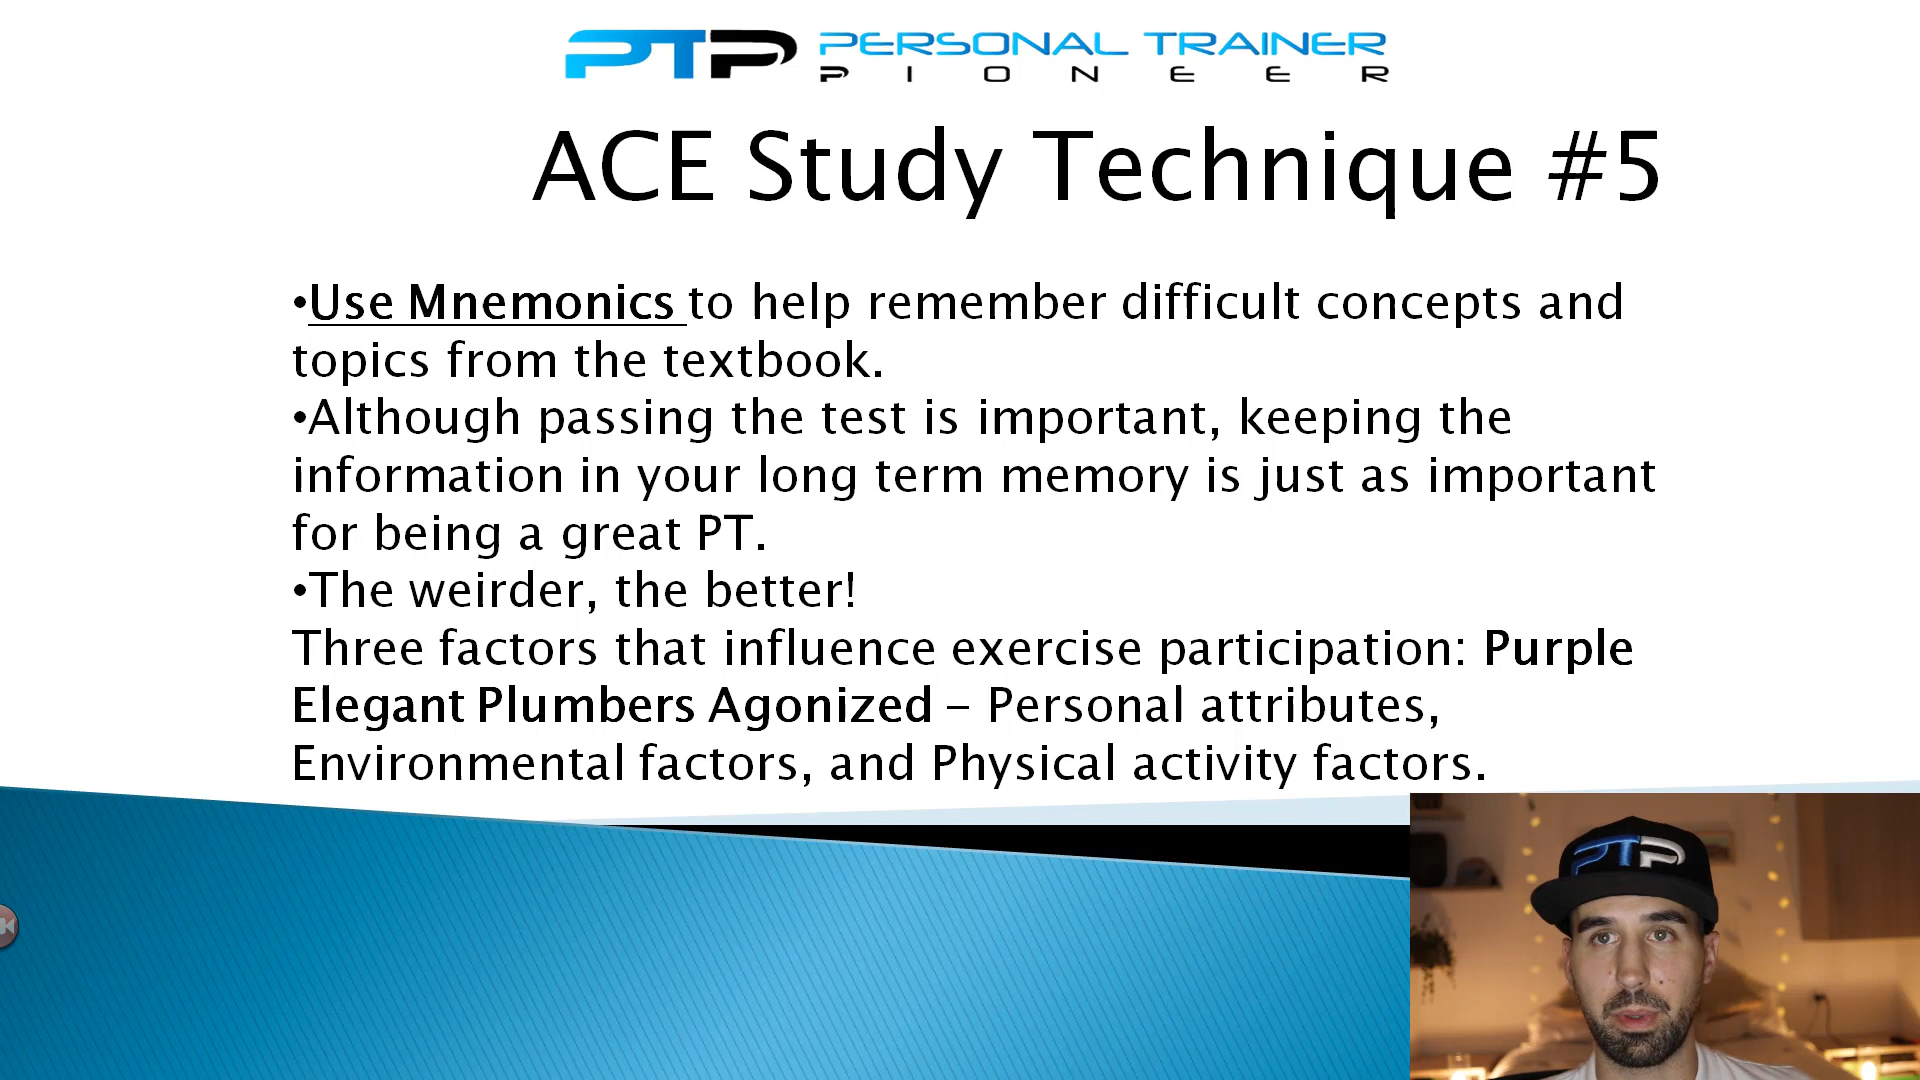 PTP PERSONAL TRAINER
PIONEER
ACE Study Technique #5
•Use Mnemonics to help remember difficult concepts and
topics from the textbook.
•Although passing the test is important, keeping the
information in your long term memory is just as important
for being a great PT.
•The weirder, the better!
Three factors that influence exercise participation: Purple
Elegant Plumbers Agonized – Personal attributes,
Environmental factors, and Physical activity factors.
PTP